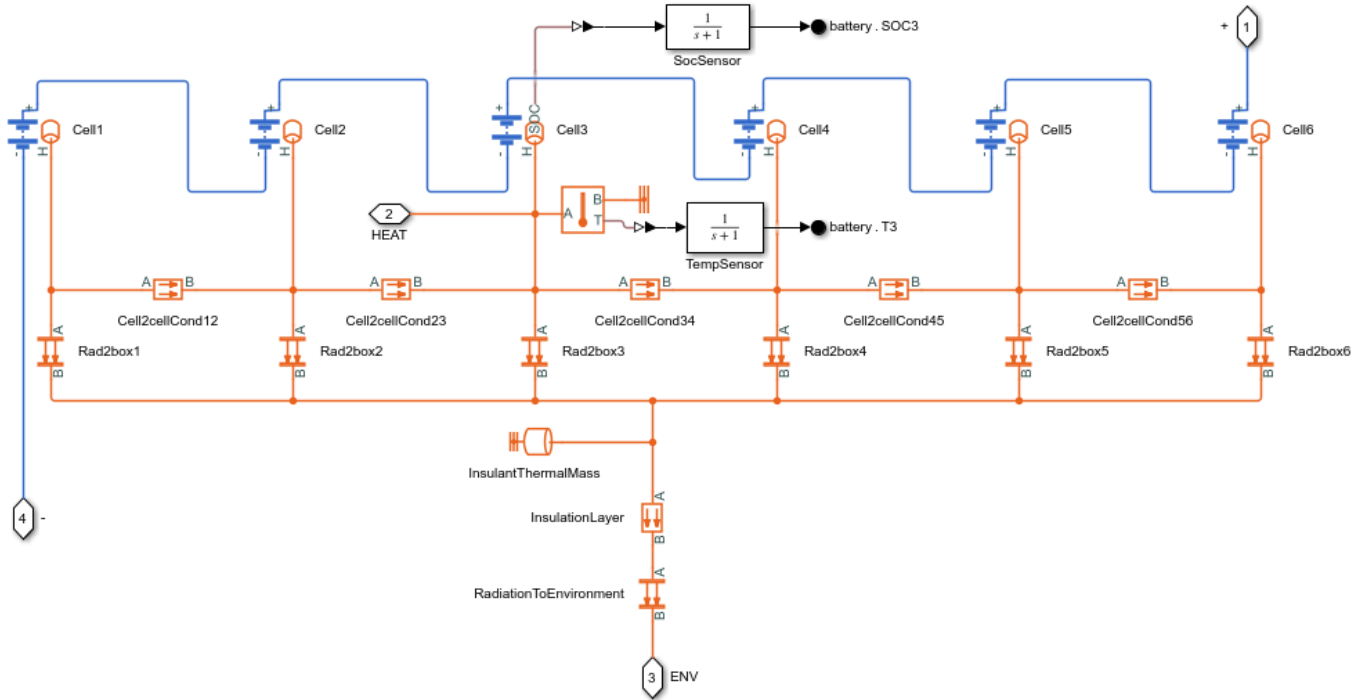 1
s + 1
battery . SOC3
SocSensor
+
1
+
-
H
Cell1
+
-
H
Cell2
+
-
SOC
H
Cell3
+
-
H
Cell4
+
-
H
Cell5
+
-
H
Cell6
2
HEAT
A
B
T
1
s + 1
battery . T3
TempSensor
A
B
Cell2cellCond12
A
B
Cell2cellCond23
A
B
Cell2cellCond34
A
B
Cell2cellCond45
A
B
Cell2cellCond56
A
B
Rad2box1
A
B
Rad2box2
A
B
Rad2box3
A
B
Rad2box4
A
B
Rad2box5
A
B
Rad2box6
InsulantThermalMass
4
-
A
InsulationLayer
B
A
RadiationToEnvironment
B
3
ENV